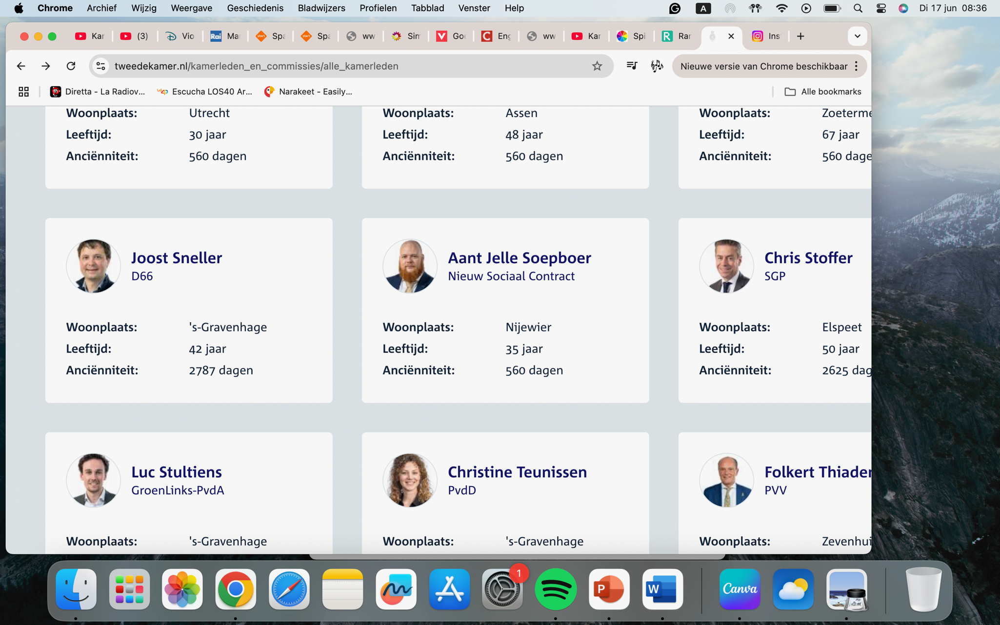 Chrome Archief Wijzig Weergave Geschiedenis Bladwijzers Profielen Tabblad Venster Help A Di 17 jun 08:36
Kar (3) Vio Rai Ma start Spa start Spa ww Sim Go Eng ww Kar Spi R Rar Ins
tweedekamer.nl/kamerleden_en_commissies/alle_kamerleden Nieuwe versie van Chrome beschikbaar
Diretta - La Radiov... Escucha LOS40 Ar... Narakeet - Easily... Alle bookmarks
Woonplaats: Utrecht Woonplaats: Assen Woonplaats: Zoeterme
Leeftijd: 30 jaar Leeftijd: 48 jaar Leeftijd: 67 jaar
Anciënniteit: 560 dagen Anciënniteit: 560 dagen Anciënniteit: 560 dage
Joost Sneller Aant Jelle Soepboer Chris Stoffer
D66 Nieuw Sociaal Contract SGP
Woonplaats: 's-Gravenhage Woonplaats: Nijewier Woonplaats: Elspeet
Leeftijd: 42 jaar Leeftijd: 35 jaar Leeftijd: 50 jaar
Anciënniteit: 2787 dagen Anciënniteit: 560 dagen Anciënniteit: 2625 dag
Luc Stultiens Christine Teunissen Folkert Thiaden
GroenLinks-PvdA PvdD PVV
Woonplaats: 's-Gravenhage Woonplaats: 's-Gravenhage Woonplaats: Zevenhui
1
P W Canva